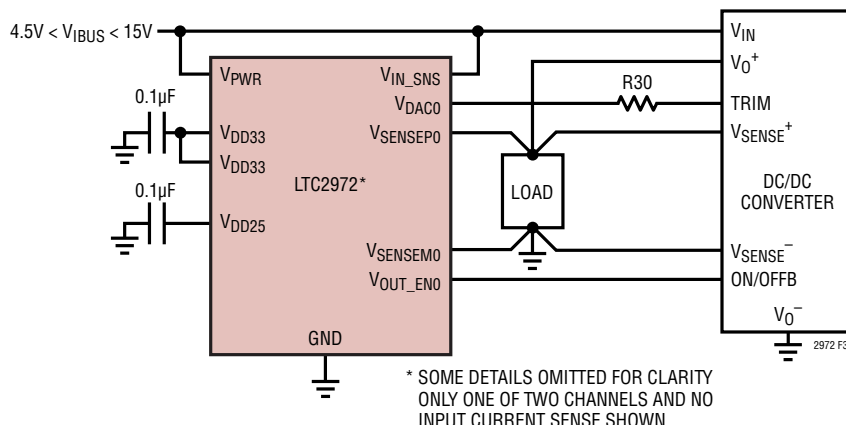 4.5V < VIBUS < 15V
VIN
VO+
VPWR
VIN_SNS
R30
0.1µF
VDAC0
TRIM
VDD33
VSENSEP0
VSENSE+
VDD33
LTC2972*
LOAD
DC/DC
CONVERTER
0.1µF
VDD25
VSENSEM0
VSENSE–
VOUT_EN0
ON/OFFB
VO–
GND
2972 F3
* SOME DETAILS OMITTED FOR CLARITY
ONLY ONE OF TWO CHANNELS AND NO
INPUT CURRENT SENSE SHOWN